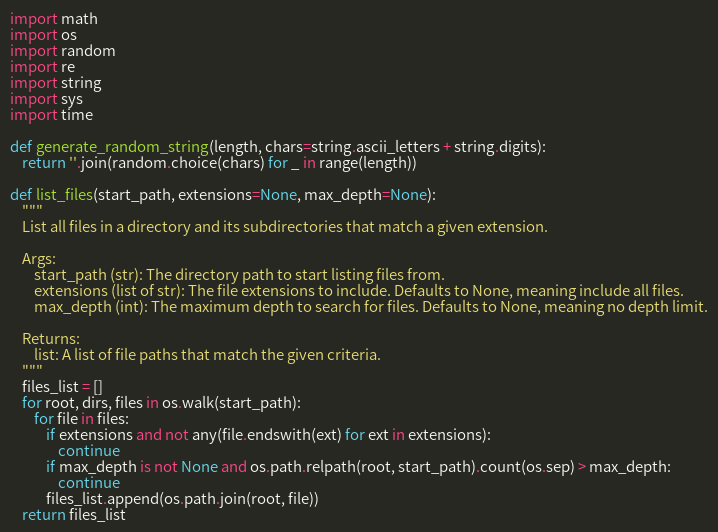 import math
import os
import random
import re
import string
import sys
import time

def generate_random_string(length, chars=string.ascii_letters + string.digits):
    return ''.join(random.choice(chars) for _ in range(length))

def list_files(start_path, extensions=None, max_depth=None):
    """
    List all files in a directory and its subdirectories that match a given extension.

    Args:
        start_path (str): The directory path to start listing files from.
        extensions (list of str): The file extensions to include. Defaults to None, meaning include all files.
        max_depth (int): The maximum depth to search for files. Defaults to None, meaning no depth limit.

    Returns:
        list: A list of file paths that match the given criteria.
    """
    files_list = []
    for root, dirs, files in os.walk(start_path):
        for file in files:
            if extensions and not any(file.endswith(ext) for ext in extensions):
                continue
            if max_depth is not None and os.path.relpath(root, start_path).count(os.sep) > max_depth:
                continue
            files_list.append(os.path.join(root, file))
    return files_list